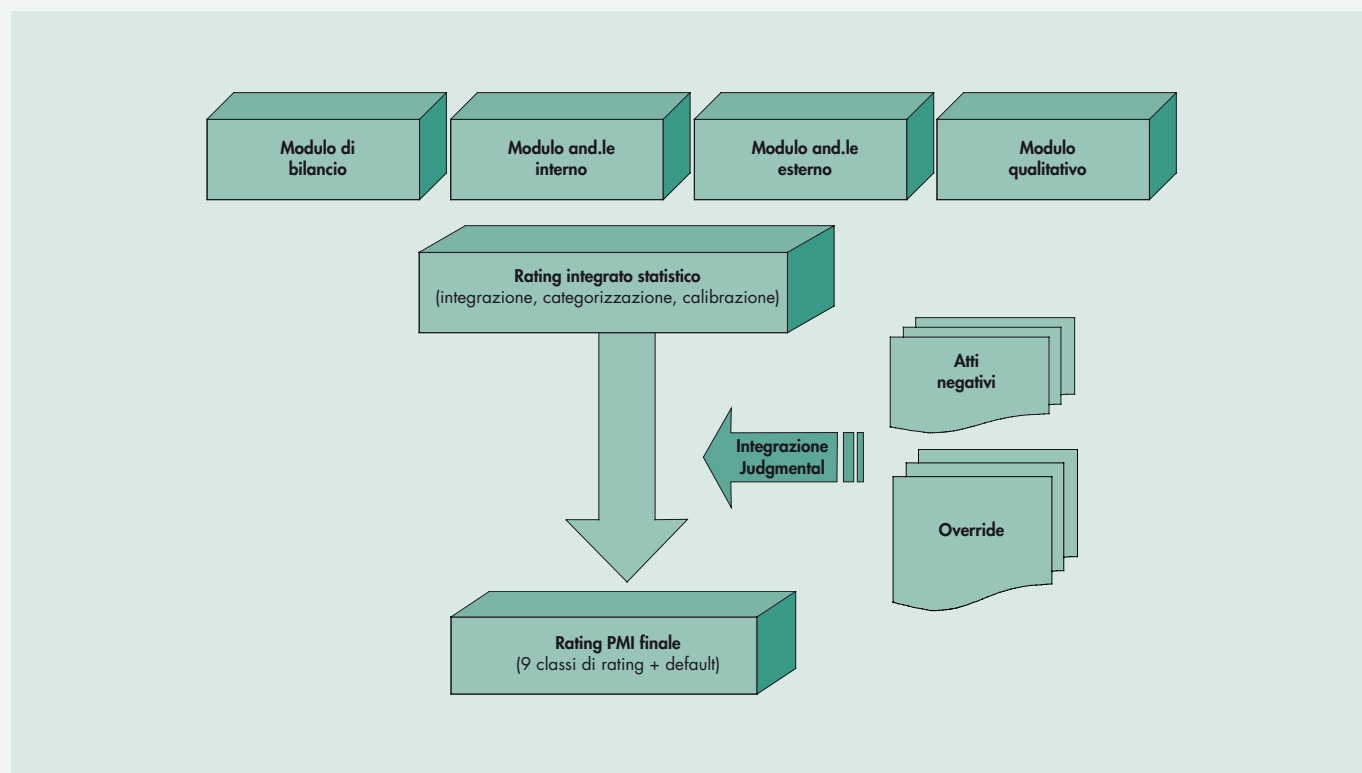 Modulo di
bilancio
Modulo and.le
interno
Modulo and.le
esterno
Modulo
qualitativo
Rating integrato statistico
(integrazione, categorizzazione, calibrazione)
Atti
negativi
Integrazione
Judgmental
Override
Rating PMI finale
(9 classi di rating + default)